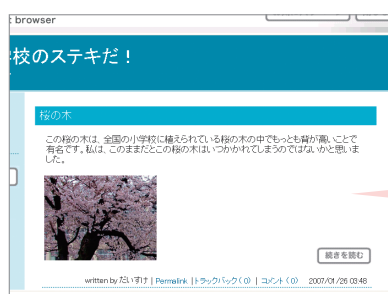 t browser
校のステキだ！
桜の木
この桜の木は、全国の小学校に植えられている桜の木の中でもっとも背が高いことで
有名です。私は、このままだとこの桜の木はいつかかれてしまうのではないかと思いま
した。
続きを読む
written by だいすけ | Permalink | トラックバック ( 0 ) | コメント ( 0 ) 2007/01/26 03:48